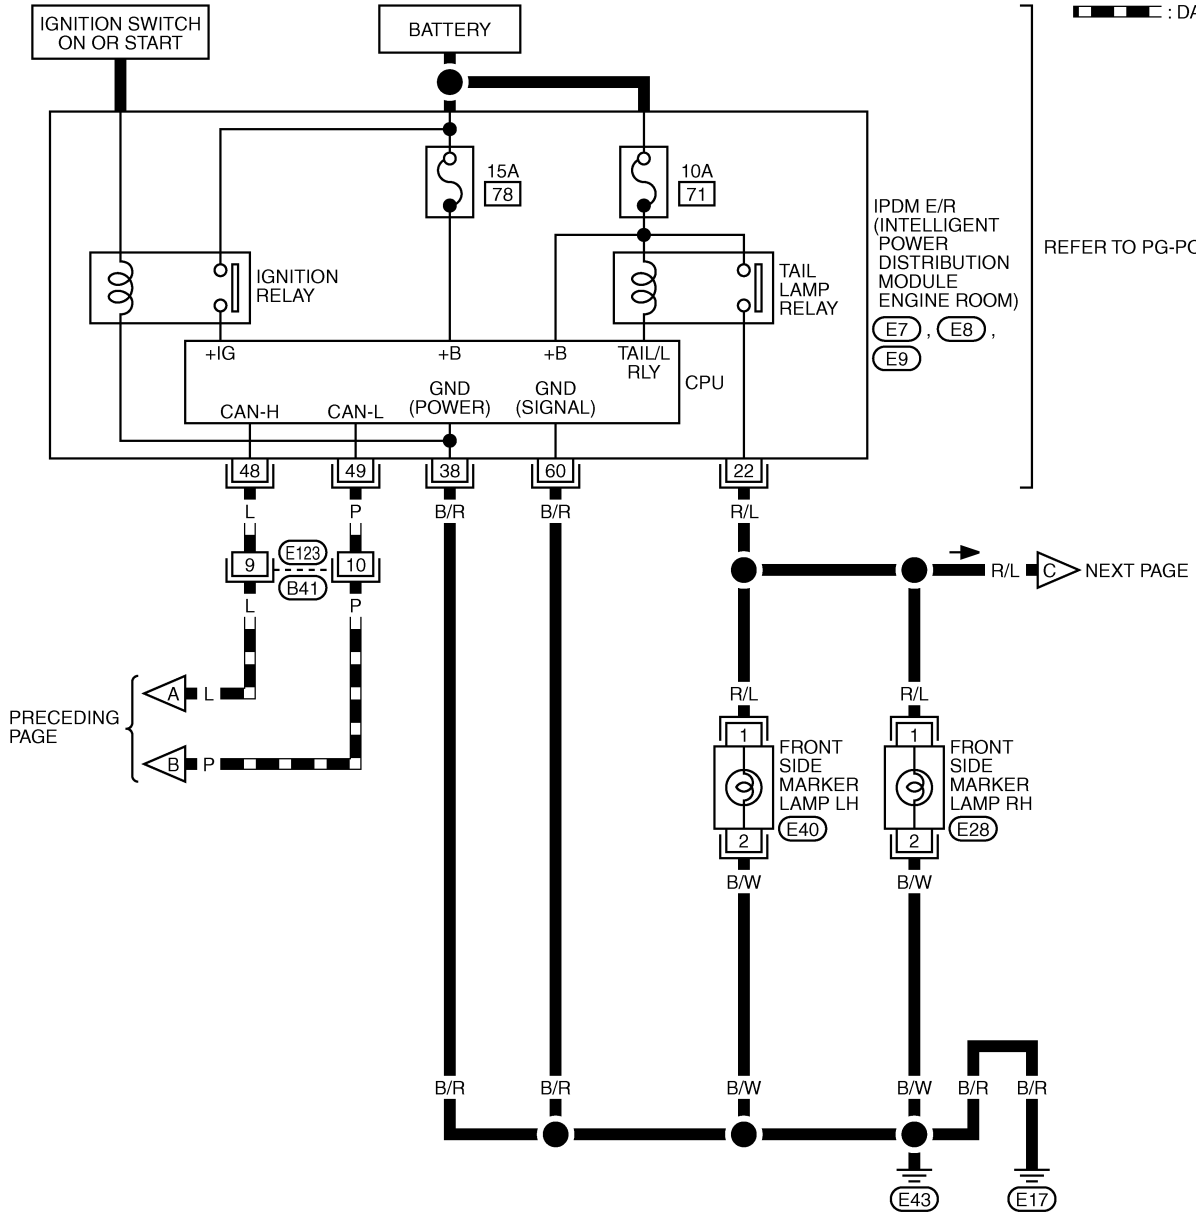 IGNITION SWITCH
ON OR START
BATTERY
: DA
15A
78
10A
71
IPDM E/R
(INTELLIGENT
POWER
DISTRIBUTION
MODULE
ENGINE ROOM)
E7 , E8 ,
E9
REFER TO PG-PO
IGNITION
RELAY
TAIL
LAMP
RELAY
+IG
+B
+B
TAIL/L
RLY
CPU
CAN-H
CAN-L
GND
(POWER)
GND
(SIGNAL)
48
49
38
60
22
L
P
B/R
B/R
R/L
9
E123
B41
10
L
P
R/L
C
NEXT PAGE
PRECEDING
PAGE
A
L
B
P
R/L
R/L
1
1
FRONT
SIDE
MARKER
LAMP LH
E40
FRONT
SIDE
MARKER
LAMP RH
E28
2
2
B/W
B/W
B/R
B/R
B/W
B/W
B/R
B/R
E43
E17